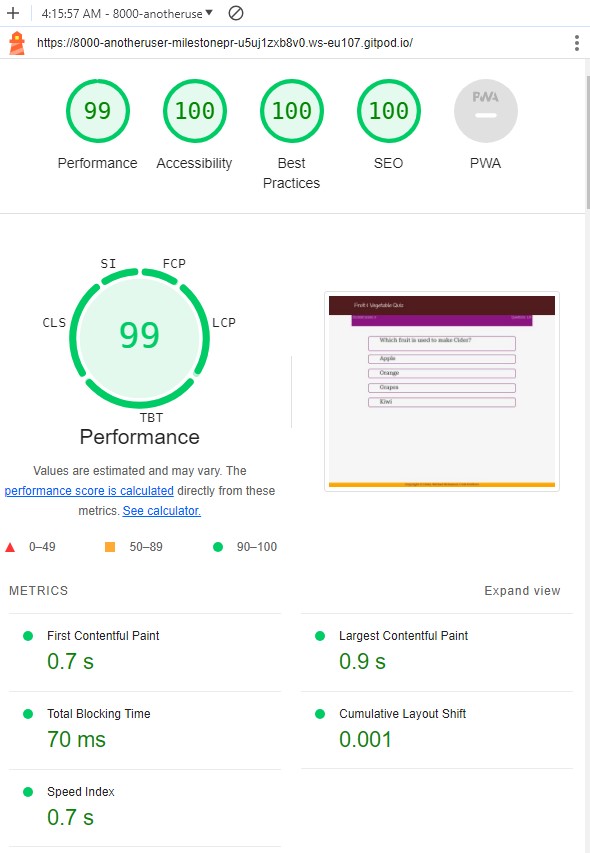 4:15:57 AM - 8000-anotheruse
https://8000-anotheruser-milestonepr-u5uj1zxb8v0.ws-eu107.gitpod.io/
99 100 100 100 PWA
Performance Accessibility Best Practices SEO PWA
SI FCP
CLS LCP
99
TBT
Performance
Values are estimated and may vary. The
performance score is calculated directly from these
metrics. See calculator.
0–49 50–89 90–100
Fruit & Vegetable Quiz
Which fruit is used to make Cider?
Apple
Orange
Grapes
Kiwi
METRICS Expand view
First Contentful Paint
0.7 s
Largest Contentful Paint
0.9 s
Total Blocking Time
70 ms
Cumulative Layout Shift
0.001
Speed Index
0.7 s